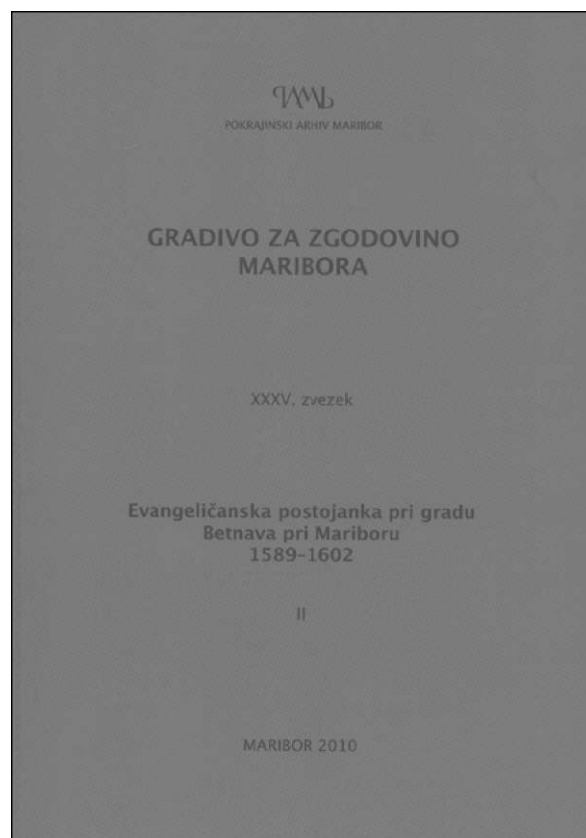 PAMb
POKRAJINSKI ARHIV MARIBOR
GRADIVO ZA ZGODOVINO
MARIBORA
XXXV. zvezek
Evangeličanska postojanka pri gradu
Betnava pri Mariboru
1589–1602
II
MARIBOR 2010